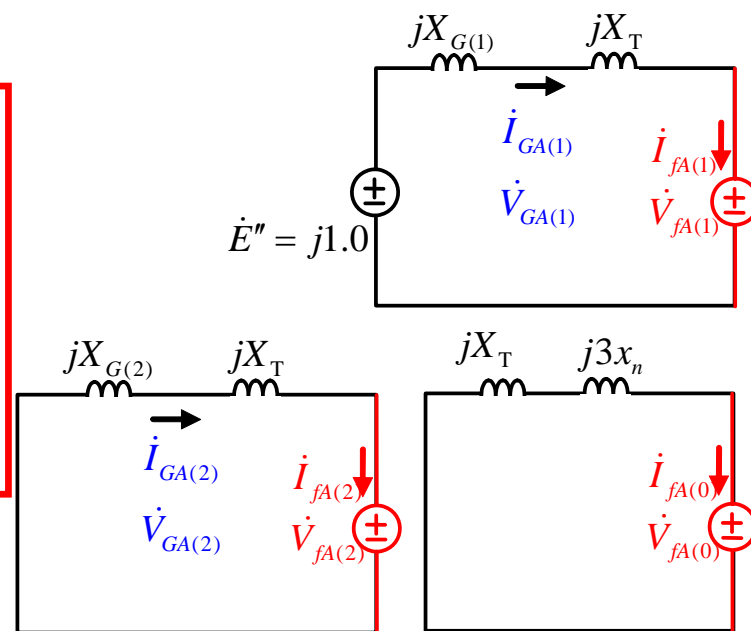 jX_{G(1)} jX_T
İ_{GA(1)} İ_{fA(1)}
V̇_{GA(1)} V̇_{fA(1)}
Ė″ = j1.0
jX_{G(2)} jX_T jX_T j3x_n
İ_{GA(2)} İ_{fA(2)} İ_{fA(0)}
V̇_{GA(2)} V̇_{fA(2)} V̇_{fA(0)}